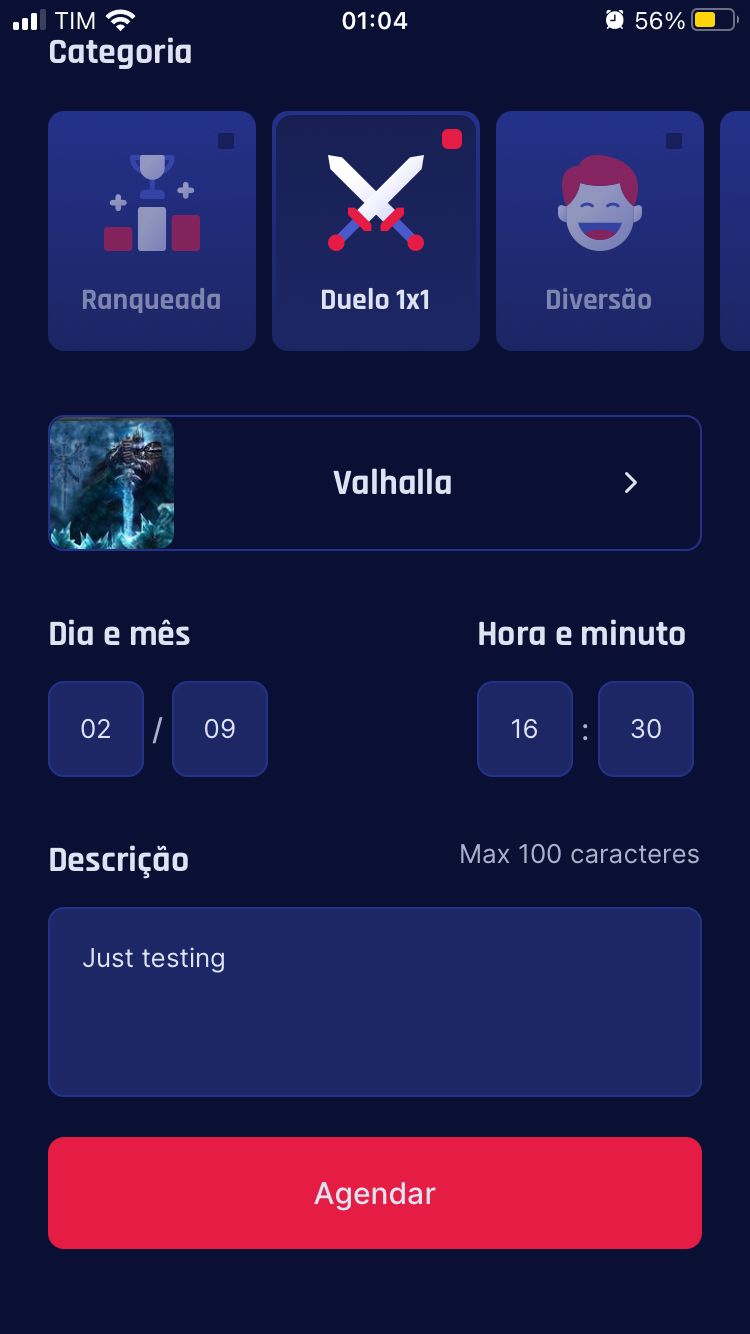 TIM 01:04 56%
Categoria
Ranqueada Duelo 1x1 Diversão
Valhalla
Dia e mês Hora e minuto
02 / 09 16 : 30
Descrição Max 100 caracteres
Just testing
Agendar